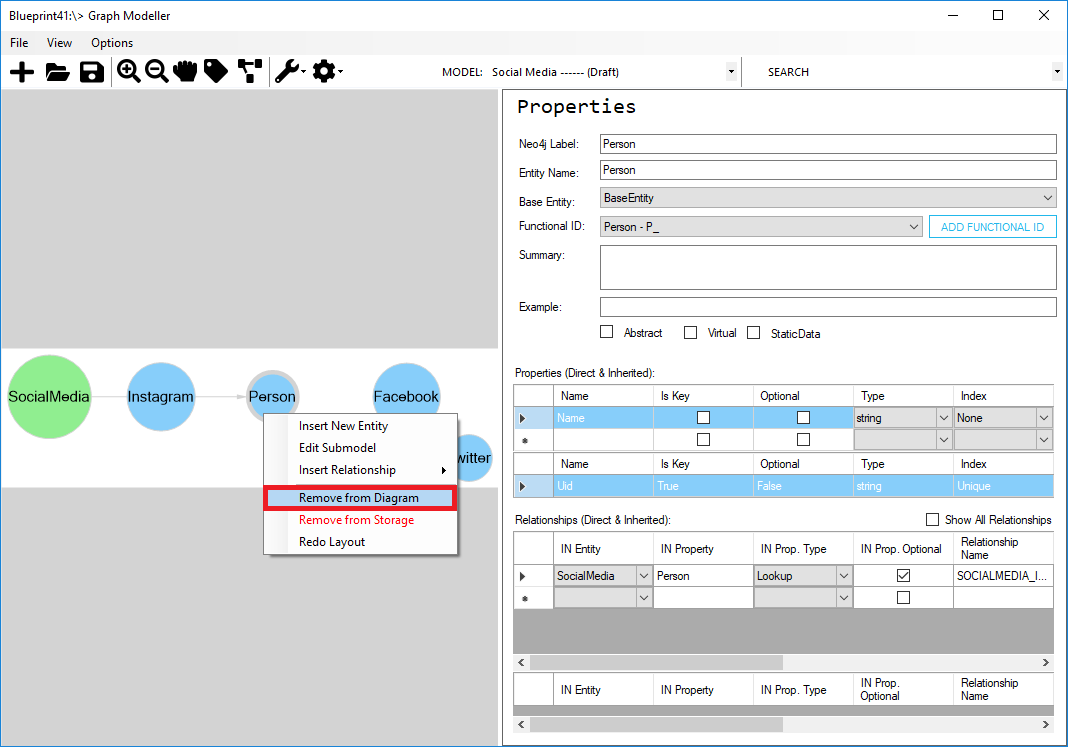 Blueprint41:\> Graph Modeller
File View Options
MODEL: Social Media ------ (Draft) SEARCH
Properties
Neo4j Label: Person
Entity Name: Person
Base Entity: BaseEntity
Functional ID: Person - P_ ADD FUNCTIONAL ID
Summary:
Example:
Abstract Virtual StaticData
SocialMedia Instagram Person Facebook
witter
Insert New Entity
Edit Submodel
Insert Relationship
Remove from Diagram
Remove from Storage
Redo Layout
Properties (Direct & Inherited):
Name Is Key Optional Type Index
Name string None
Name Is Key Optional Type Index
Uid True False string Unique
Relationships (Direct & Inherited): Show All Relationships
IN Entity IN Property IN Prop. Type IN Prop. Optional Relationship
Name
SocialMedia Person Lookup SOCIALMEDIA_I...
IN Entity IN Property IN Prop. Type IN Prop. Relationship
Optional Name